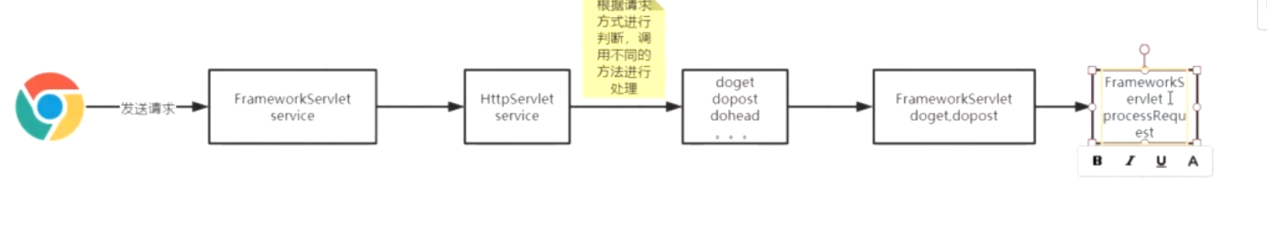 根据请求
方式进行
判断，调
用不同的
方法进行
处理
发送请求
FrameworkServlet
service
HttpServlet
service
doget
dopost
dohead
. . .
FrameworkServlet
doget,dopost
FrameworkS
ervlet
processRequ
est
B I U A